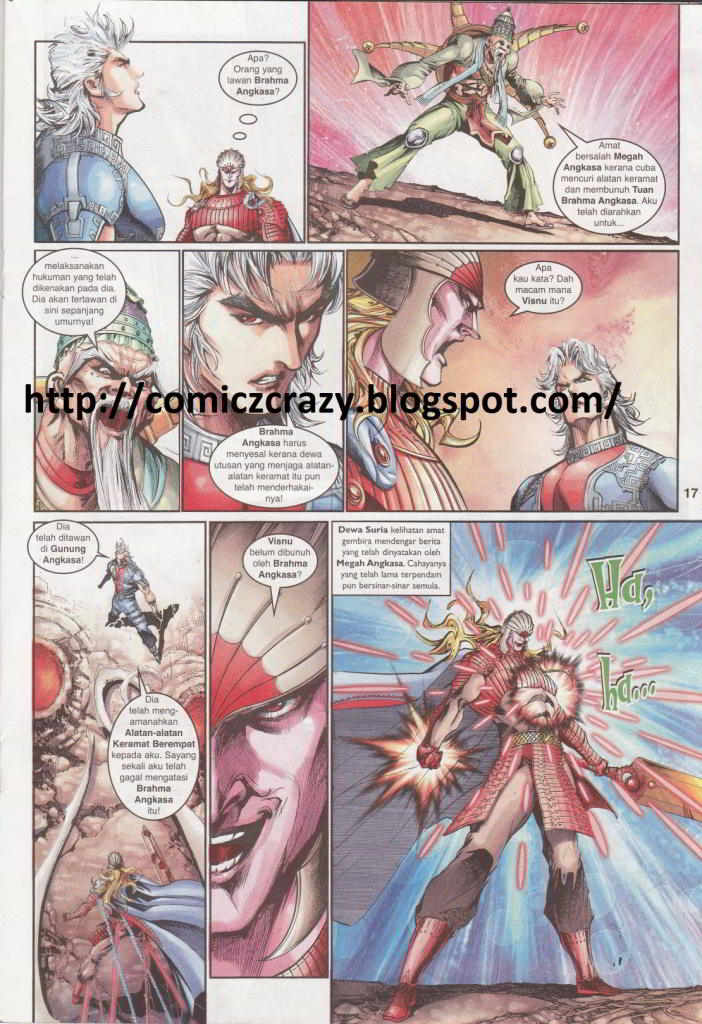 Apa?
Orang yang
lawan Brahma
Angkasa?
Amat
bersalah Megah
Angkasa kerana cuba
mencuri alatan keramat
dan membunuh Tuan
Brahma Angkasa. Aku
telah diarahkan
untuk...
...
melaksanakan
hukuman yang telah
dikenakan pada dia.
Dia akan tertawan di
sini sepanjang
umurnya!
Brahma
Angkasa harus
menyesal kerana dewa
utusan yang menjaga alatan-
alatan keramat itu pun
telah menderhakai-
nya!
Apa
kau kata? Dah
macam mana
Visnu itu?
http://comiczcrazy.blogspot.com/
17
Dia
telah ditawan
di Gunung
Angkasa!
Dia
telah meng-
amanahkan
Alatan-alatan
Keramat Berempat
kepada aku. Sayang
sekali aku telah
gagal mengatasi
Brahma
Angkasa
itu!
Visnu
belum dibunuh
oleh Brahma
Angkasa?
Dewa Suria kelihatan amat
gembira mendengar berita
yang telah dinyatakan oleh
Megah Angkasa. Cahayanya
yang telah lama terpendam
pun bersinar-sinar semula.
Ha,
ha...